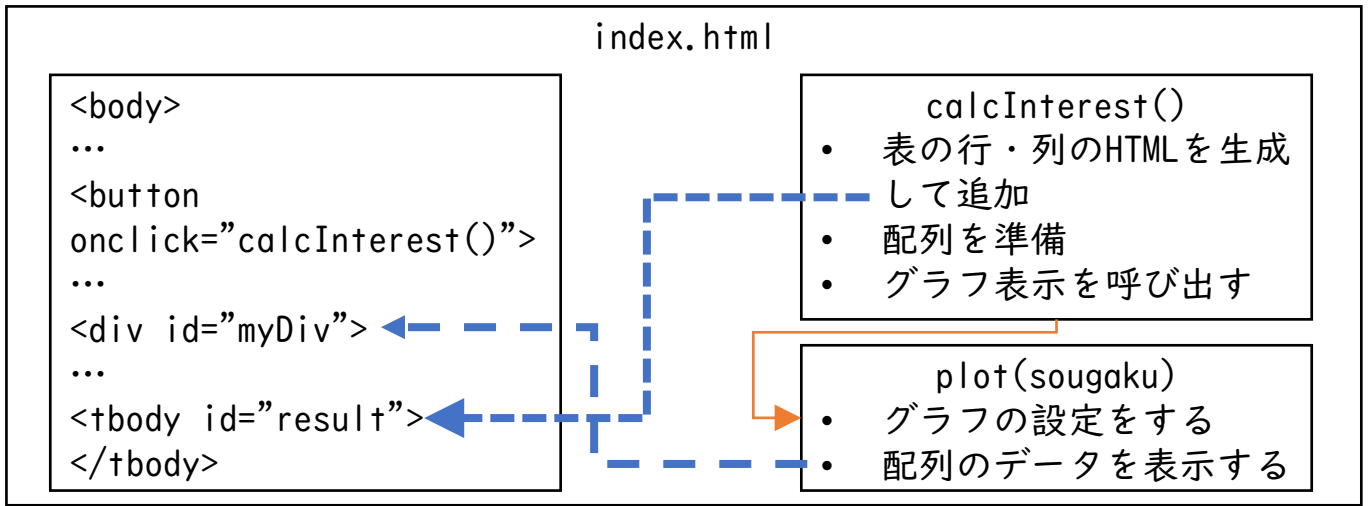 index.html
<body>
…
<button
onclick=”calcInterest()”>
…
<div id=”myDiv”>
…
<tbody id=”result”>
</tbody>
calcInterest()
• 表の行・列のHTMLを生成
して追加
• 配列を準備
• グラフ表示を呼び出す
plot(sougaku)
• グラフの設定をする
• 配列のデータを表示する